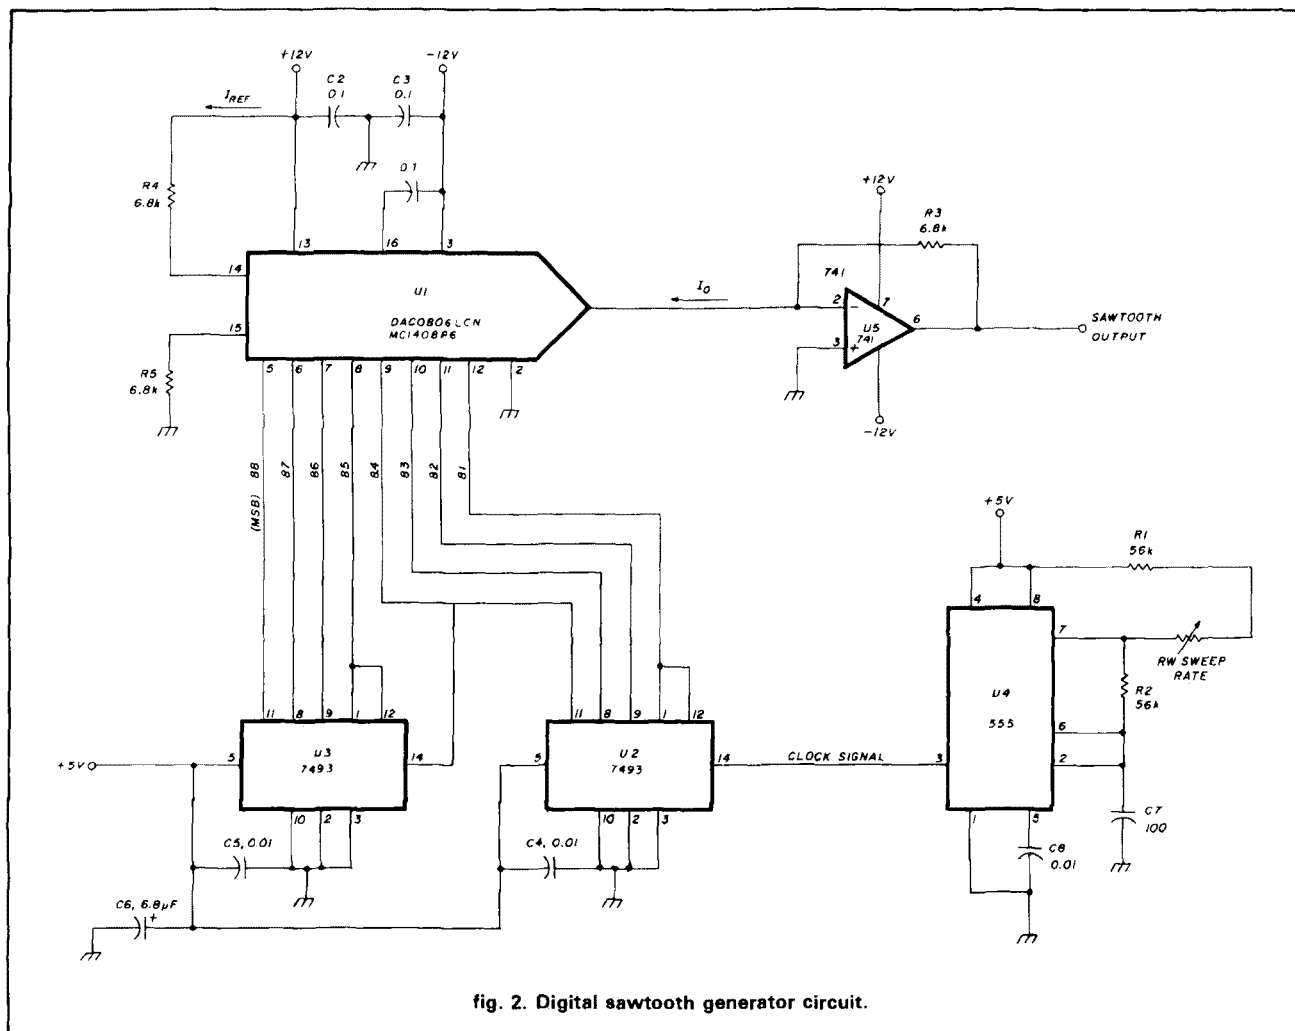 +12V
-12V
C2
0.1
C3
0.1
IREF
0.1
R4
6.8k
13
16
3
14
U1
DAC0806LCN
MC1408P6
15
R5
6.8k
5
6
7
8
9
10
11
12
2
IO
+12V
R3
6.8k
741
2
-
7
U5
741
6
3
+
-12V
SAWTOOTH
OUTPUT
(MSB) B8
B7
B6
B5
B4
B3
B2
B1
+5V
R1
56k
4
8
7
RW SWEEP
RATE
R2
56k
U4
555
6
2
3
1
5
C7
100
C8
0.01
11
8
9
1
12
+5V
5
U3
7493
14
10
2
3
C5, 0.01
C6, 6.8µF
+
11
8
9
1
12
5
U2
7493
14
CLOCK SIGNAL
10
2
3
C4, 0.01
fig. 2. Digital sawtooth generator circuit.